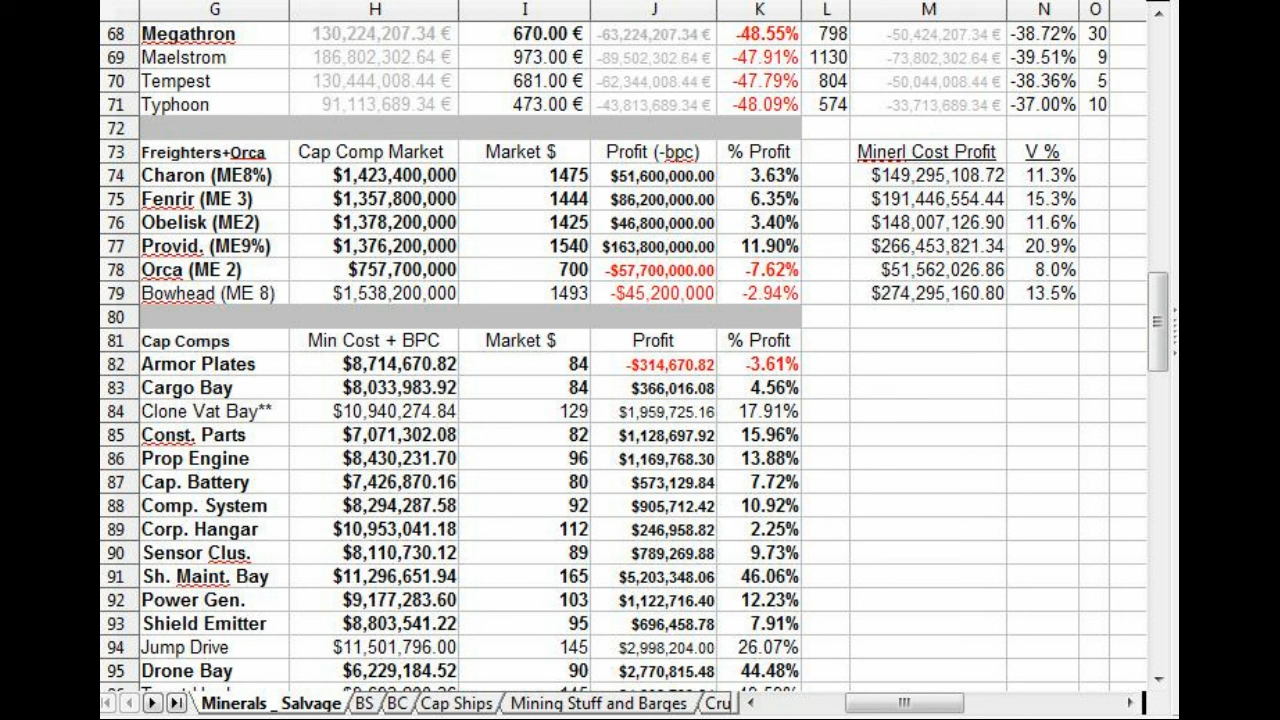 G H I J K L M N O
68 Megathron 130,224,207.34 € 670.00 € -63,224,207.34 € -48.55% 798 -50,424,207.34 € -38.72% 30
69 Maelstrom 186,802,302.64 € 973.00 € -89,502,302.64 € -47.91% 1130 -73,802,302.64 € -39.51% 9
70 Tempest 130,444,008.44 € 681.00 € -62,344,008.44 € -47.79% 804 -50,044,008.44 € -38.36% 5
71 Typhoon 91,113,689.34 € 473.00 € -43,813,689.34 € -48.09% 574 -33,713,689.34 € -37.00% 10
72
73 Freighters+Orca Cap Comp Market Market $ Profit (-bpc) % Profit Minerl Cost Profit V %
74 Charon (ME8%) $1,423,400,000 1475 $51,600,000.00 3.63% $149,295,108.72 11.3%
75 Fenrir (ME 3) $1,357,800,000 1444 $86,200,000.00 6.35% $191,446,554.44 15.3%
76 Obelisk (ME2) $1,378,200,000 1425 $46,800,000.00 3.40% $148,007,126.90 11.6%
77 Provid. (ME9%) $1,376,200,000 1540 $163,800,000.00 11.90% $266,453,821.34 20.9%
78 Orca (ME 2) $757,700,000 700 -$57,700,000.00 -7.62% $51,562,026.86 8.0%
79 Bowhead (ME 8) $1,538,200,000 1493 -$45,200,000 -2.94% $274,295,160.80 13.5%
80
81 Cap Comps Min Cost + BPC Market $ Profit % Profit
82 Armor Plates $8,714,670.82 84 -$314,670.82 -3.61%
83 Cargo Bay $8,033,983.92 84 $366,016.08 4.56%
84 Clone Vat Bay** $10,940,274.84 129 $1,959,725.16 17.91%
85 Const. Parts $7,071,302.08 82 $1,128,697.92 15.96%
86 Prop Engine $8,430,231.70 96 $1,169,768.30 13.88%
87 Cap. Battery $7,426,870.16 80 $573,129.84 7.72%
88 Comp. System $8,294,287.58 92 $905,712.42 10.92%
89 Corp. Hangar $10,953,041.18 112 $246,958.82 2.25%
90 Sensor Clus. $8,110,730.12 89 $789,269.88 9.73%
91 Sh. Maint. Bay $11,296,651.94 165 $5,203,348.06 46.06%
92 Power Gen. $9,177,283.60 103 $1,122,716.40 12.23%
93 Shield Emitter $8,803,541.22 95 $696,458.78 7.91%
94 Jump Drive $11,501,796.00 145 $2,998,204.00 26.07%
95 Drone Bay $6,229,184.52 90 $2,770,815.48 44.48%
Minerals _ Salvage BS BC Cap Ships Mining Stuff and Barges Cru